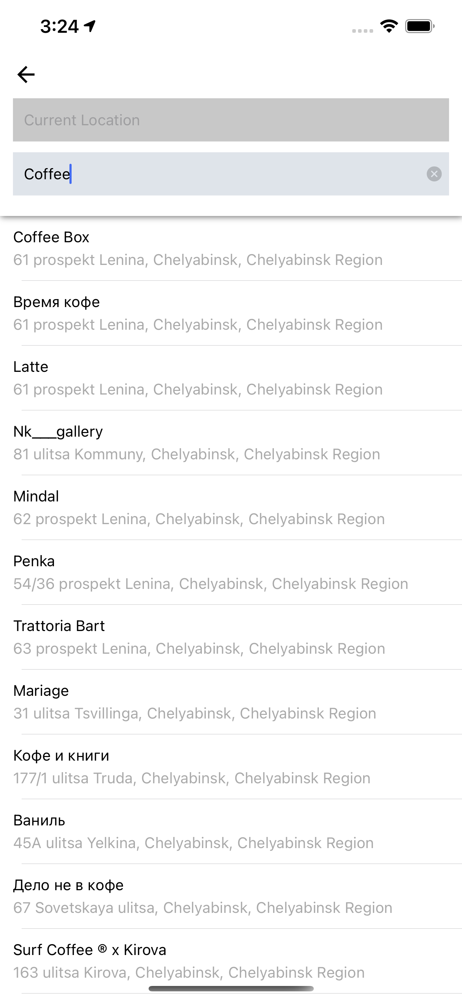 3:24
Current Location
Coffee
Coffee Box
61 prospekt Lenina, Chelyabinsk, Chelyabinsk Region
Время кофе
61 prospekt Lenina, Chelyabinsk, Chelyabinsk Region
Latte
61 prospekt Lenina, Chelyabinsk, Chelyabinsk Region
Nk___gallery
81 ulitsa Kommuny, Chelyabinsk, Chelyabinsk Region
Mindal
62 prospekt Lenina, Chelyabinsk, Chelyabinsk Region
Penka
54/36 prospekt Lenina, Chelyabinsk, Chelyabinsk Region
Trattoria Bart
63 prospekt Lenina, Chelyabinsk, Chelyabinsk Region
Mariage
31 ulitsa Tsvillinga, Chelyabinsk, Chelyabinsk Region
Кофе и книги
177/1 ulitsa Truda, Chelyabinsk, Chelyabinsk Region
Ваниль
45A ulitsa Yelkina, Chelyabinsk, Chelyabinsk Region
Дело не в кофе
67 Sovetskaya ulitsa, Chelyabinsk, Chelyabinsk Region
Surf Coffee ® x Kirova
163 ulitsa Kirova, Chelyabinsk, Chelyabinsk Region